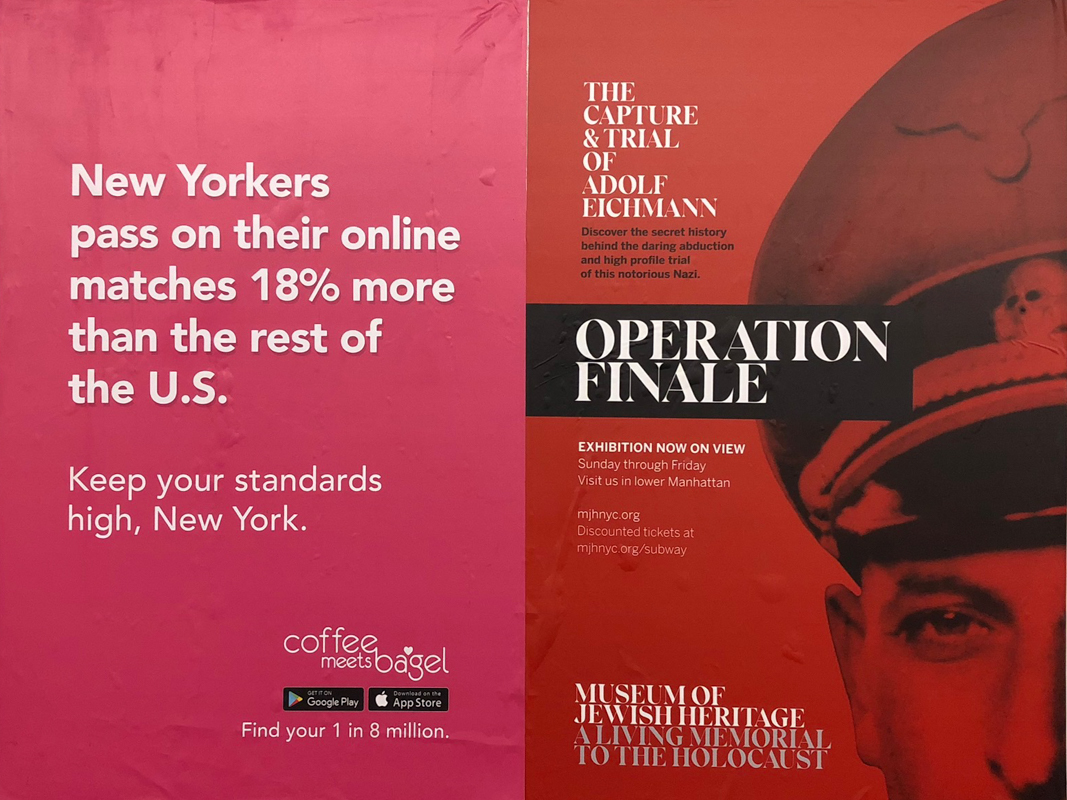 New Yorkers
pass on their online
matches 18% more
than the rest of
the U.S.
Keep your standards
high, New York.
coffee
meets bagel
GET IT ON
Google Play
Download on the
App Store
Find your 1 in 8 million.
THE
CAPTURE
& TRIAL
OF
ADOLF
EICHMANN
Discover the secret history
behind the daring abduction
and high profile trial
of this notorious Nazi.
OPERATION
FINALE
EXHIBITION NOW ON VIEW
Sunday through Friday
Visit us in lower Manhattan
mjhnyc.org
Discounted tickets at
mjhnyc.org/subway
MUSEUM OF
JEWISH HERITAGE
A LIVING MEMORIAL
TO THE HOLOCAUST